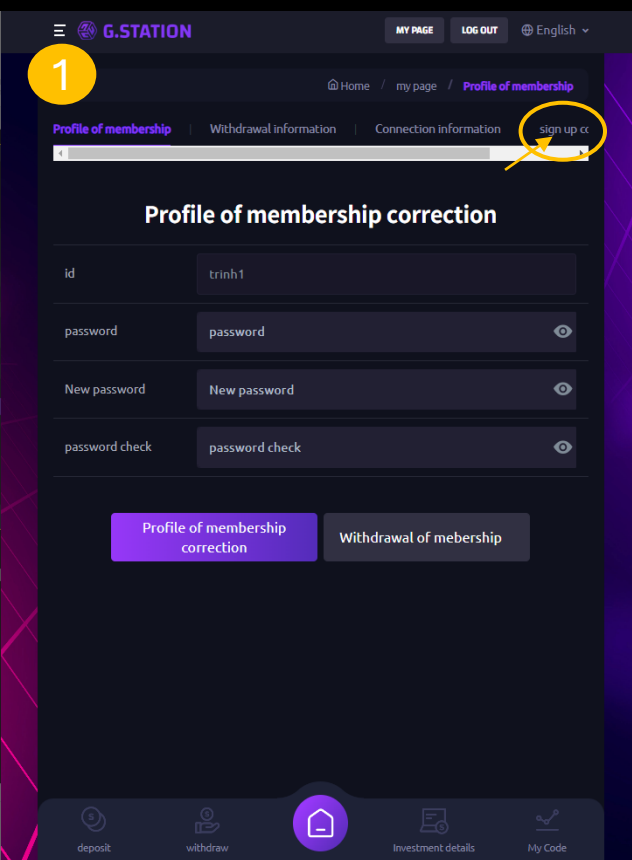 G.STATION
MY PAGE
LOG OUT
English
1
Home / my page / Profile of membership
Profile of membership | Withdrawal information | Connection information | sign up
Profile of membership correction
id
trinh1
password
password
New password
New password
password check
password check
Profile of membership
correction
Withdrawal of mebership
deposit
withdraw
Investment details
My Code